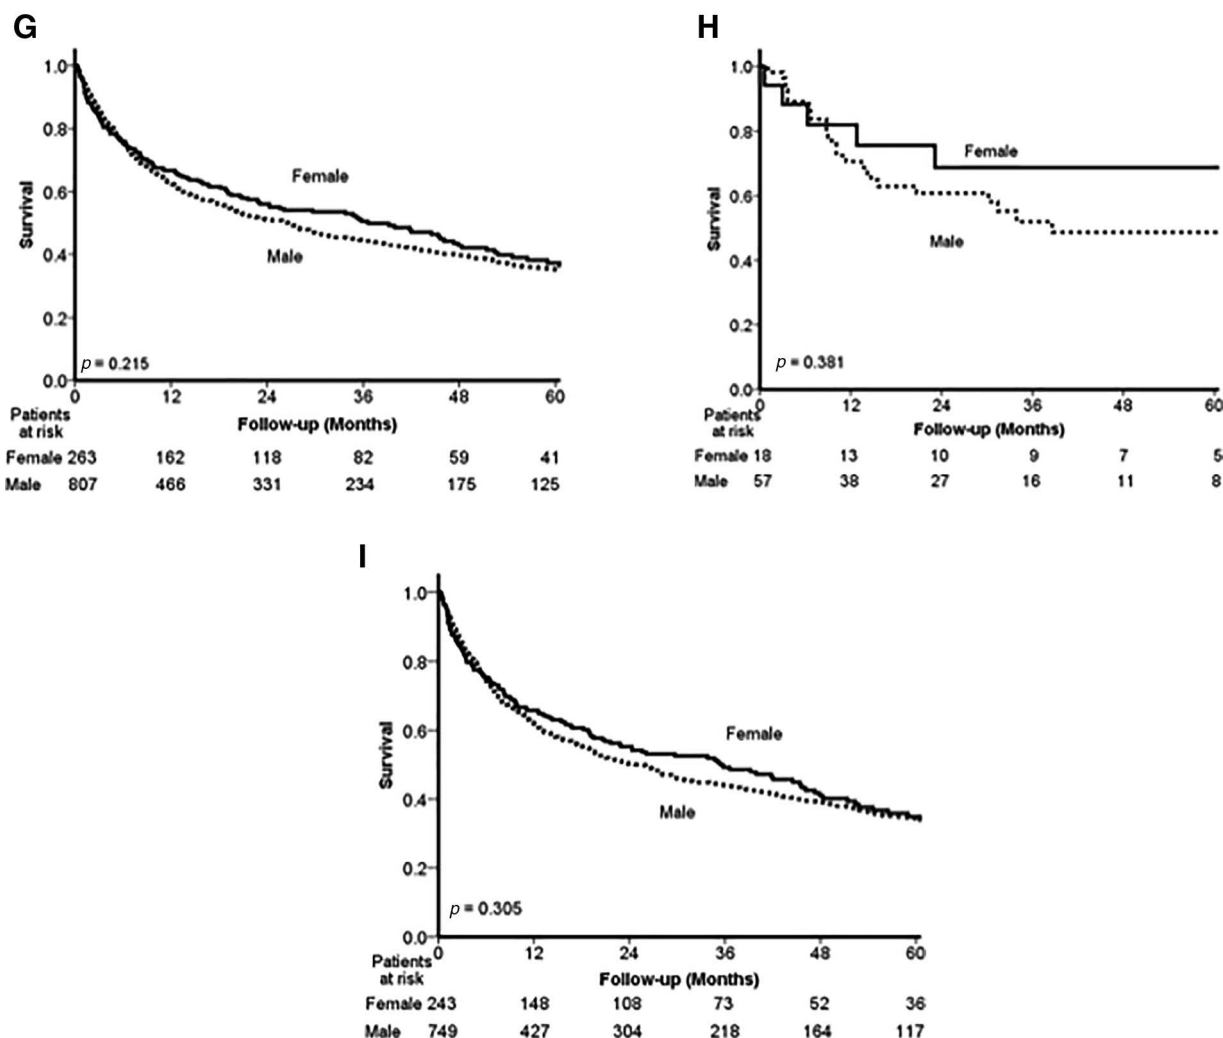 G
1.0
0.8
0.6
0.4
0.2
0.0
Survival
Female
Male
p = 0.215
0 12 24 36 48 60
Follow-up (Months)
Patients
at risk
Female 263 162 118 82 59 41
Male 807 466 331 234 175 125
H
1.0
0.8
0.6
0.4
0.2
0.0
Survival
Female
Male
p = 0.381
0 12 24 36 48 60
Follow-up (Months)
Patients
at risk
Female 18 13 10 9 7 5
Male 57 38 27 16 11 8
I
1.0
0.8
0.6
0.4
0.2
0.0
Survival
Female
Male
p = 0.305
0 12 24 36 48 60
Follow-up (Months)
Patients
at risk
Female 243 148 108 73 52 36
Male 749 427 304 218 164 117